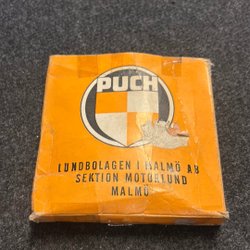 PUCH
LUNDBOLAGEN I MALMÖ AB
SEKTION MOTORLUND
MALMÖ